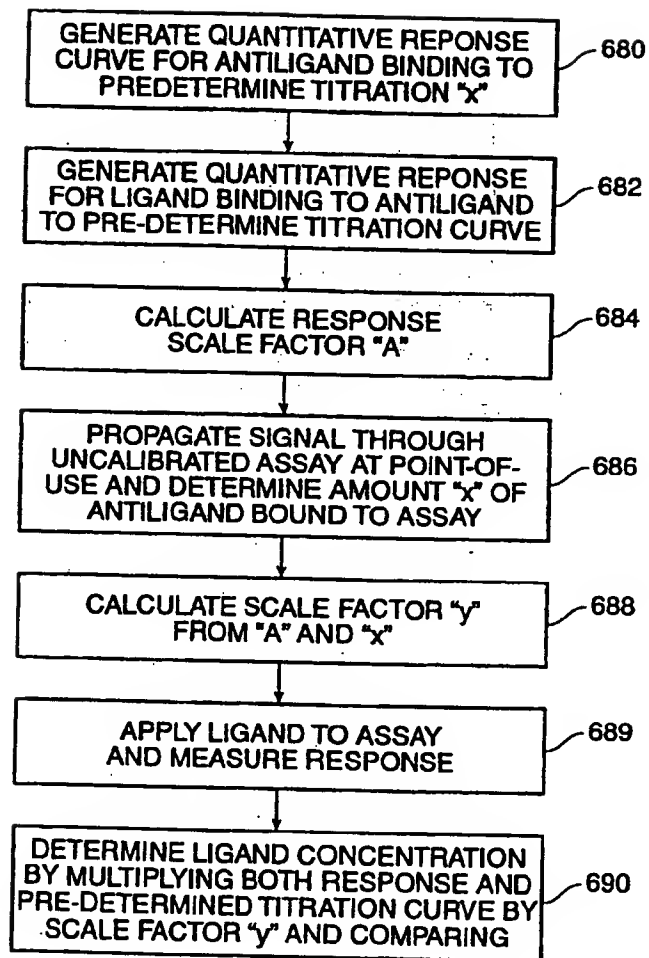 GENERATE QUANTITATIVE REPONSE
CURVE FOR ANTILIGAND BINDING TO
PREDETERMINE TITRATION "x"
680
GENERATE QUANTITATIVE REPONSE
FOR LIGAND BINDING TO ANTILIGAND
TO PRE-DETERMINE TITRATION CURVE
682
CALCULATE RESPONSE
SCALE FACTOR "A"
684
PROPAGATE SIGNAL THROUGH
UNCALIBRATED ASSAY AT POINT-OF-
USE AND DETERMINE AMOUNT "x" OF
ANTILIGAND BOUND TO ASSAY
686
CALCULATE SCALE FACTOR "y"
FROM "A" AND "x"
688
APPLY LIGAND TO ASSAY
AND MEASURE RESPONSE
689
DETERMINE LIGAND CONCENTRATION
BY MULTIPLYING BOTH RESPONSE AND
PRE-DETERMINED TITRATION CURVE BY
SCALE FACTOR "y" AND COMPARING
690